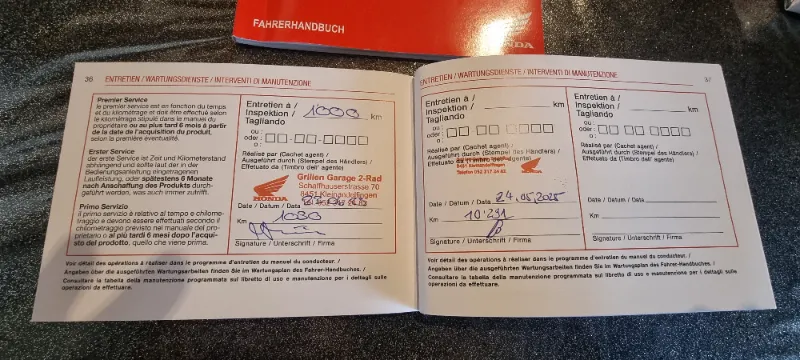 FAHRERHANDBUCH
HONDA
36
ENTRETIEN / WARTUNGSDIENSTE / INTERVENTI DI MANUTENZIONE
Premier Service
le premier service est en fonction du temps
et du kilométrage et doit être effectué selon
le kilométrage stipulé dans le manuel du
propriétaire ou au plus tard 6 mois à partir
de la date de l'acquisition du produit,
selon le premier échéant.
Erster Service
der erste Service ist Zeit und Kilometerstand
abhängend und sollte laut der in der
Bedienungsanleitung eingetragenen
Laufleistung, oder spätestens 6 Monate
nach Anschaffung des Produkts durch-
geführt werden, was auch immer zutrifft.
Primo Servizio
il primo servizio è relativo al tempo e chilome-
traggio e devono essere effettuati secondo il
chilometraggio previsto nel manuale del pro-
prietario o al più tardi 6 mesi dopo l'acqui-
sto del prodotto, quello che viene prima.
Entretien à /
Inspektion / 1000 km
Tagliando
ou :
oder :
o :
Réalisé par (Cachet agent) /
Ausgeführt durch (Stempel des Händlers) /
Effetuato da (Timbro dell' agente)
HONDA
Grilien Garage 2-Rad
Schaffhauserstrasse 70
8451 Kleinandelfingen
Date / Datum / Data
Km 1030
Signature / Unterschrift / Firma
Voir détail des opérations à réaliser dans le programme d'entretien du manuel du conducteur. /
Angaben über die ausgeführten Wartungsarbeiten finden Sie im Wartungsplan des Fahrer-Handbuches. /
Consultare la tabella della manutenzione programmata sul libretto di uso e manutenzione per i dettagli sulle
operazioni da effettuare.
ENTRETIEN / WARTUNGSDIENSTE / INTERVENTI DI MANUTENZIONE
37
Entretien à /
Inspektion / km
Tagliando
ou :
oder :
o :
Réalisé par (Cachet agent) /
Ausgeführt durch (Stempel des Händlers) /
Effetuato da (Timbro dell' agente)
Date / Datum / Data 24.05.2025
Km 10'231
Signature / Unterschrift / Firma
Entretien à /
Inspektion / km
Tagliando
ou :
oder :
o :
Réalisé par (Cachet agent) /
Ausgeführt durch (Stempel des Händlers) /
Effetuato da (Timbro dell' agente)
Date / Datum / Data
Km
Signature / Unterschrift / Firma
Voir détail des opérations à réaliser dans le programme d'entretien du manuel du conducteur. /
Angaben über die ausgeführten Wartungsarbeiten finden Sie im Wartungsplan des Fahrer-Handbuches. /
Consultare la tabella della manutenzione programmata sul libretto di uso e manutenzione per i dettagli sulle
operazioni da effettuare.